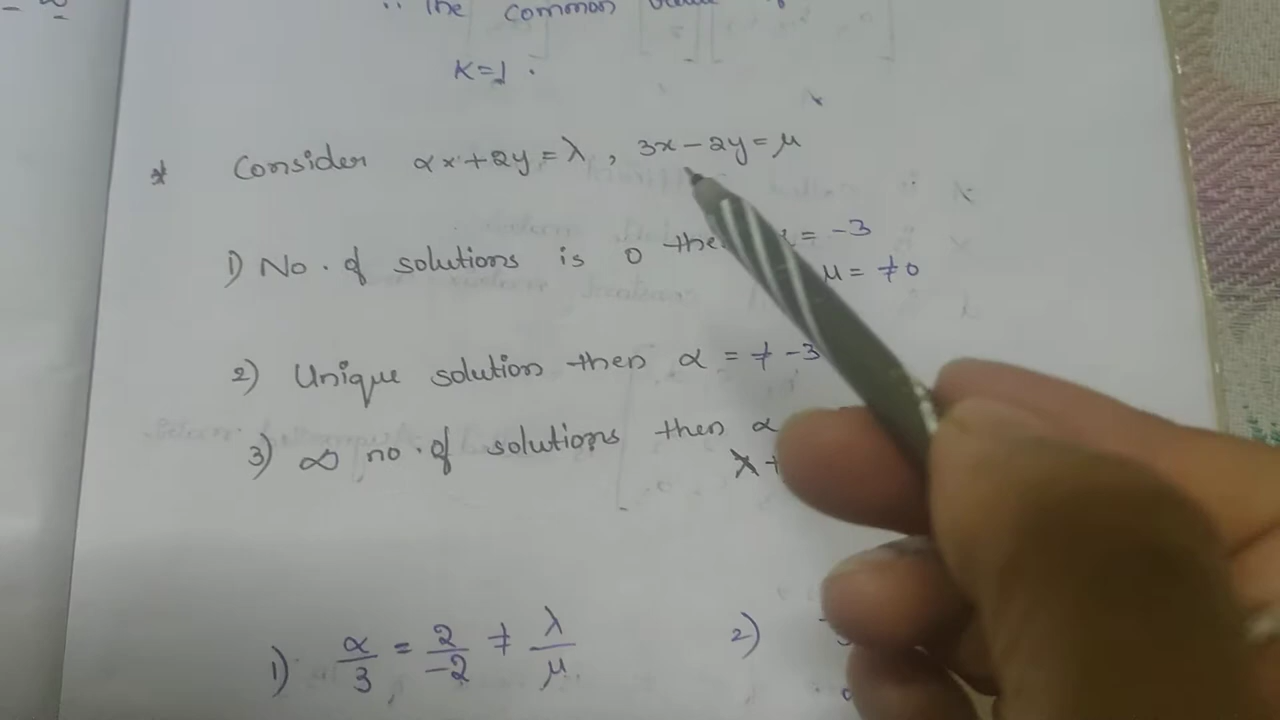 ∴ The common
K=1.
* Consider αx+2y=λ, 3x-2y=μ
1) No. of solutions is 0 the = -3
μ = ≠0
2) Unique solution then α = ≠ -3
3) ∞ no. of solutions then α
λ+
1) α/3 = 2/-2 ≠ λ/μ
2)